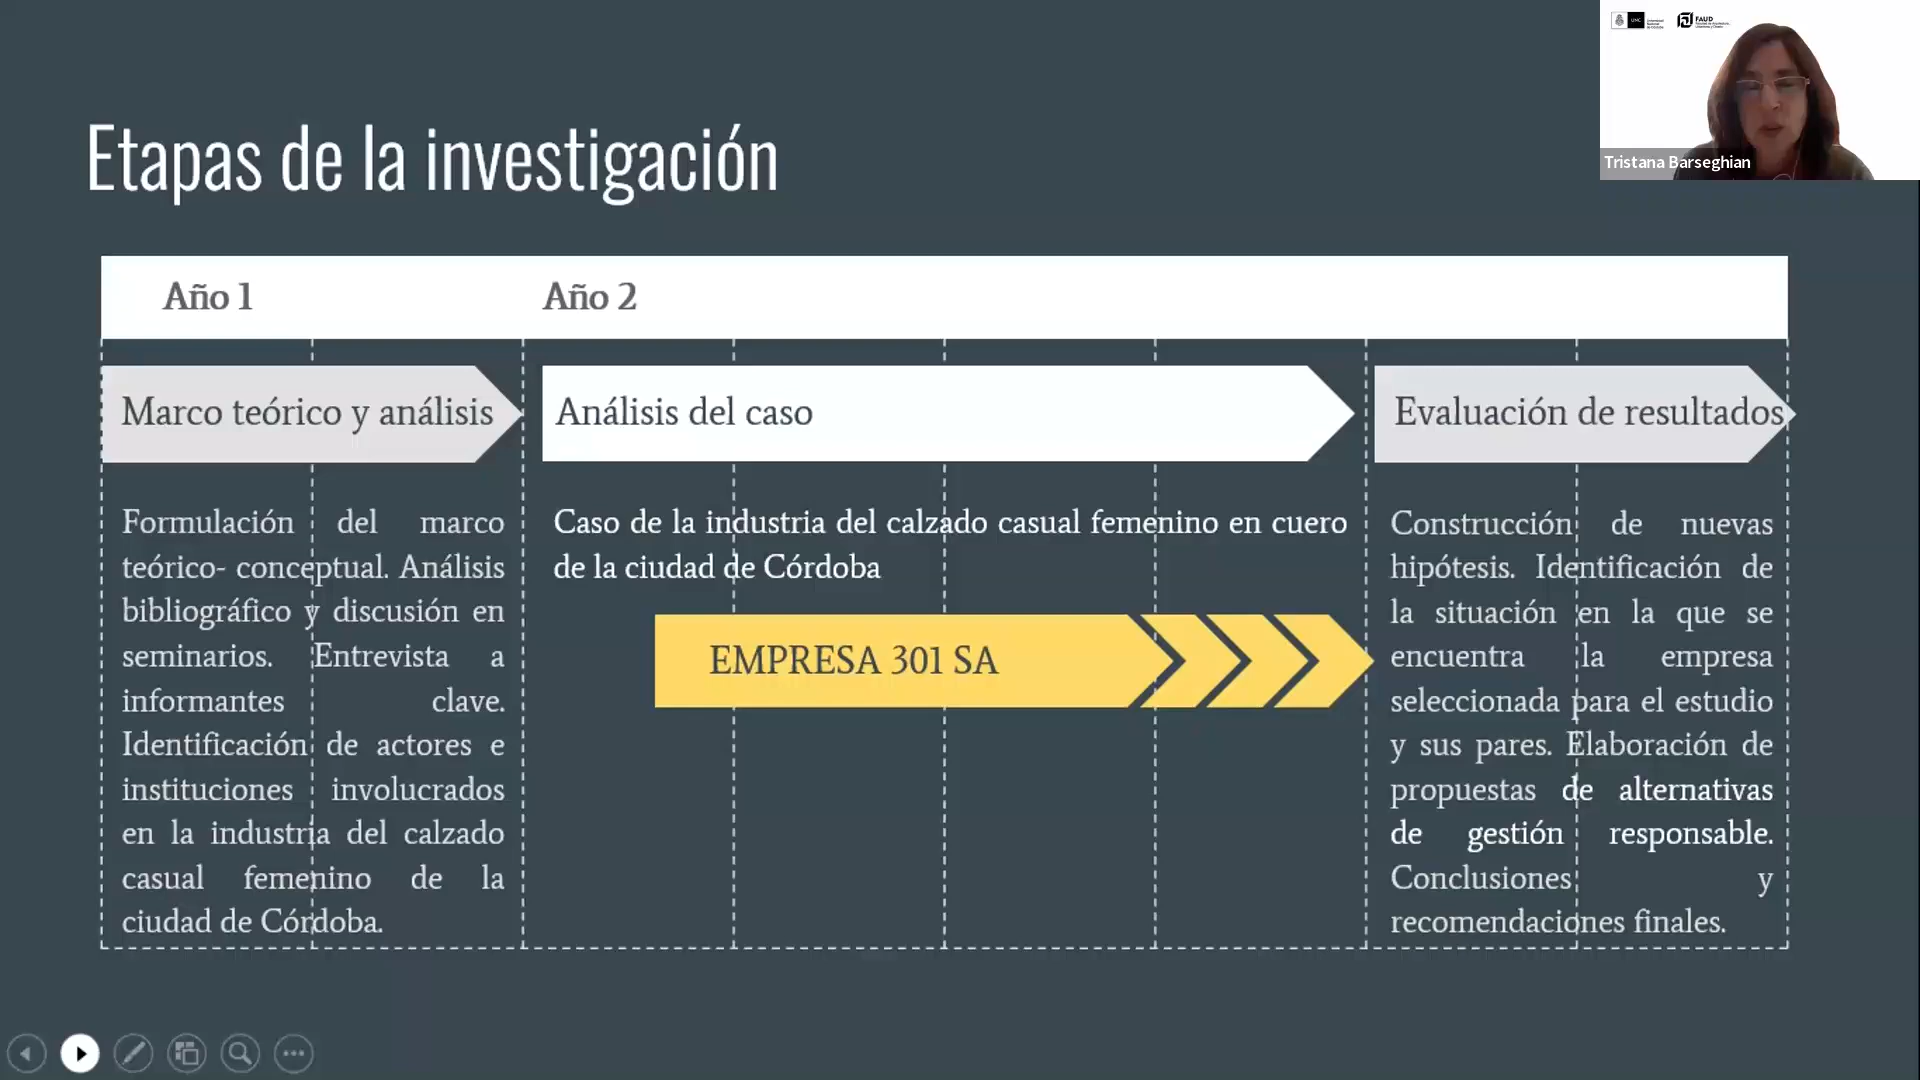 UNC
FAUD
Tristana Barseghian
Etapas de la investigación
Año 1
Año 2
Marco teórico y análisis
Análisis del caso
Evaluación de resultados
Formulación del marco
teórico- conceptual. Análisis
bibliográfico y discusión en
seminarios. Entrevista a
informantes clave.
Identificación de actores e
instituciones involucrados
en la industria del calzado
casual femenino de la
ciudad de Córdoba.
Caso de la industria del calzado casual femenino en cuero
de la ciudad de Córdoba
EMPRESA 301 SA
Construcción de nuevas
hipótesis. Identificación de
la situación en la que se
encuentra la empresa
seleccionada para el estudio
y sus pares. Elaboración de
propuestas de alternativas
de gestión responsable.
Conclusiones y
recomendaciones finales.